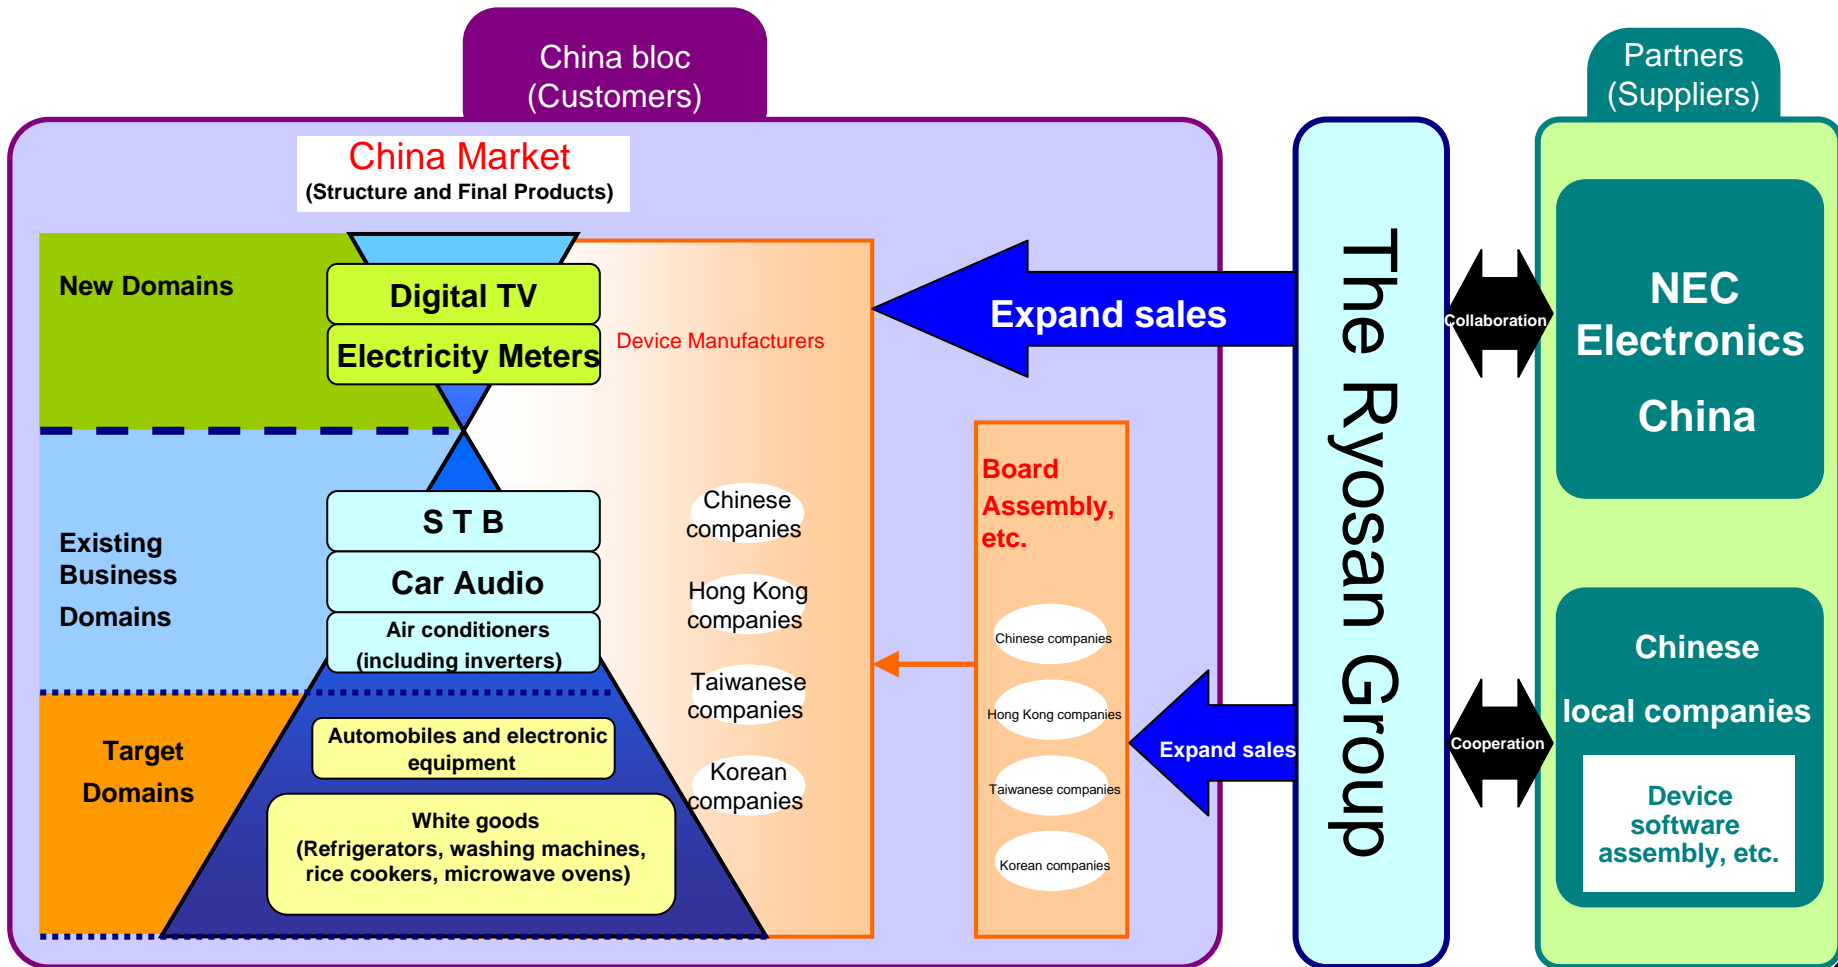 China bloc
(Customers)
Partners
(Suppliers)
China Market
(Structure and Final Products)
New Domains
Digital TV
Electricity Meters
Device Manufacturers
Existing
Business
Domains
S T B
Car Audio
Air conditioners
(including inverters)
Target
Domains
Automobiles and electronic
equipment
White goods
(Refrigerators, washing machines,
rice cookers, microwave ovens)
Chinese
companies
Hong Kong
companies
Taiwanese
companies
Korean
companies
Board
Assembly,
etc.
Chinese companies
Hong Kong companies
Taiwanese companies
Korean companies
Expand sales
Expand sales
The Ryosan Group
Collaboration
Cooperation
NEC
Electronics
China
Chinese
local companies
Device
software
assembly, etc.